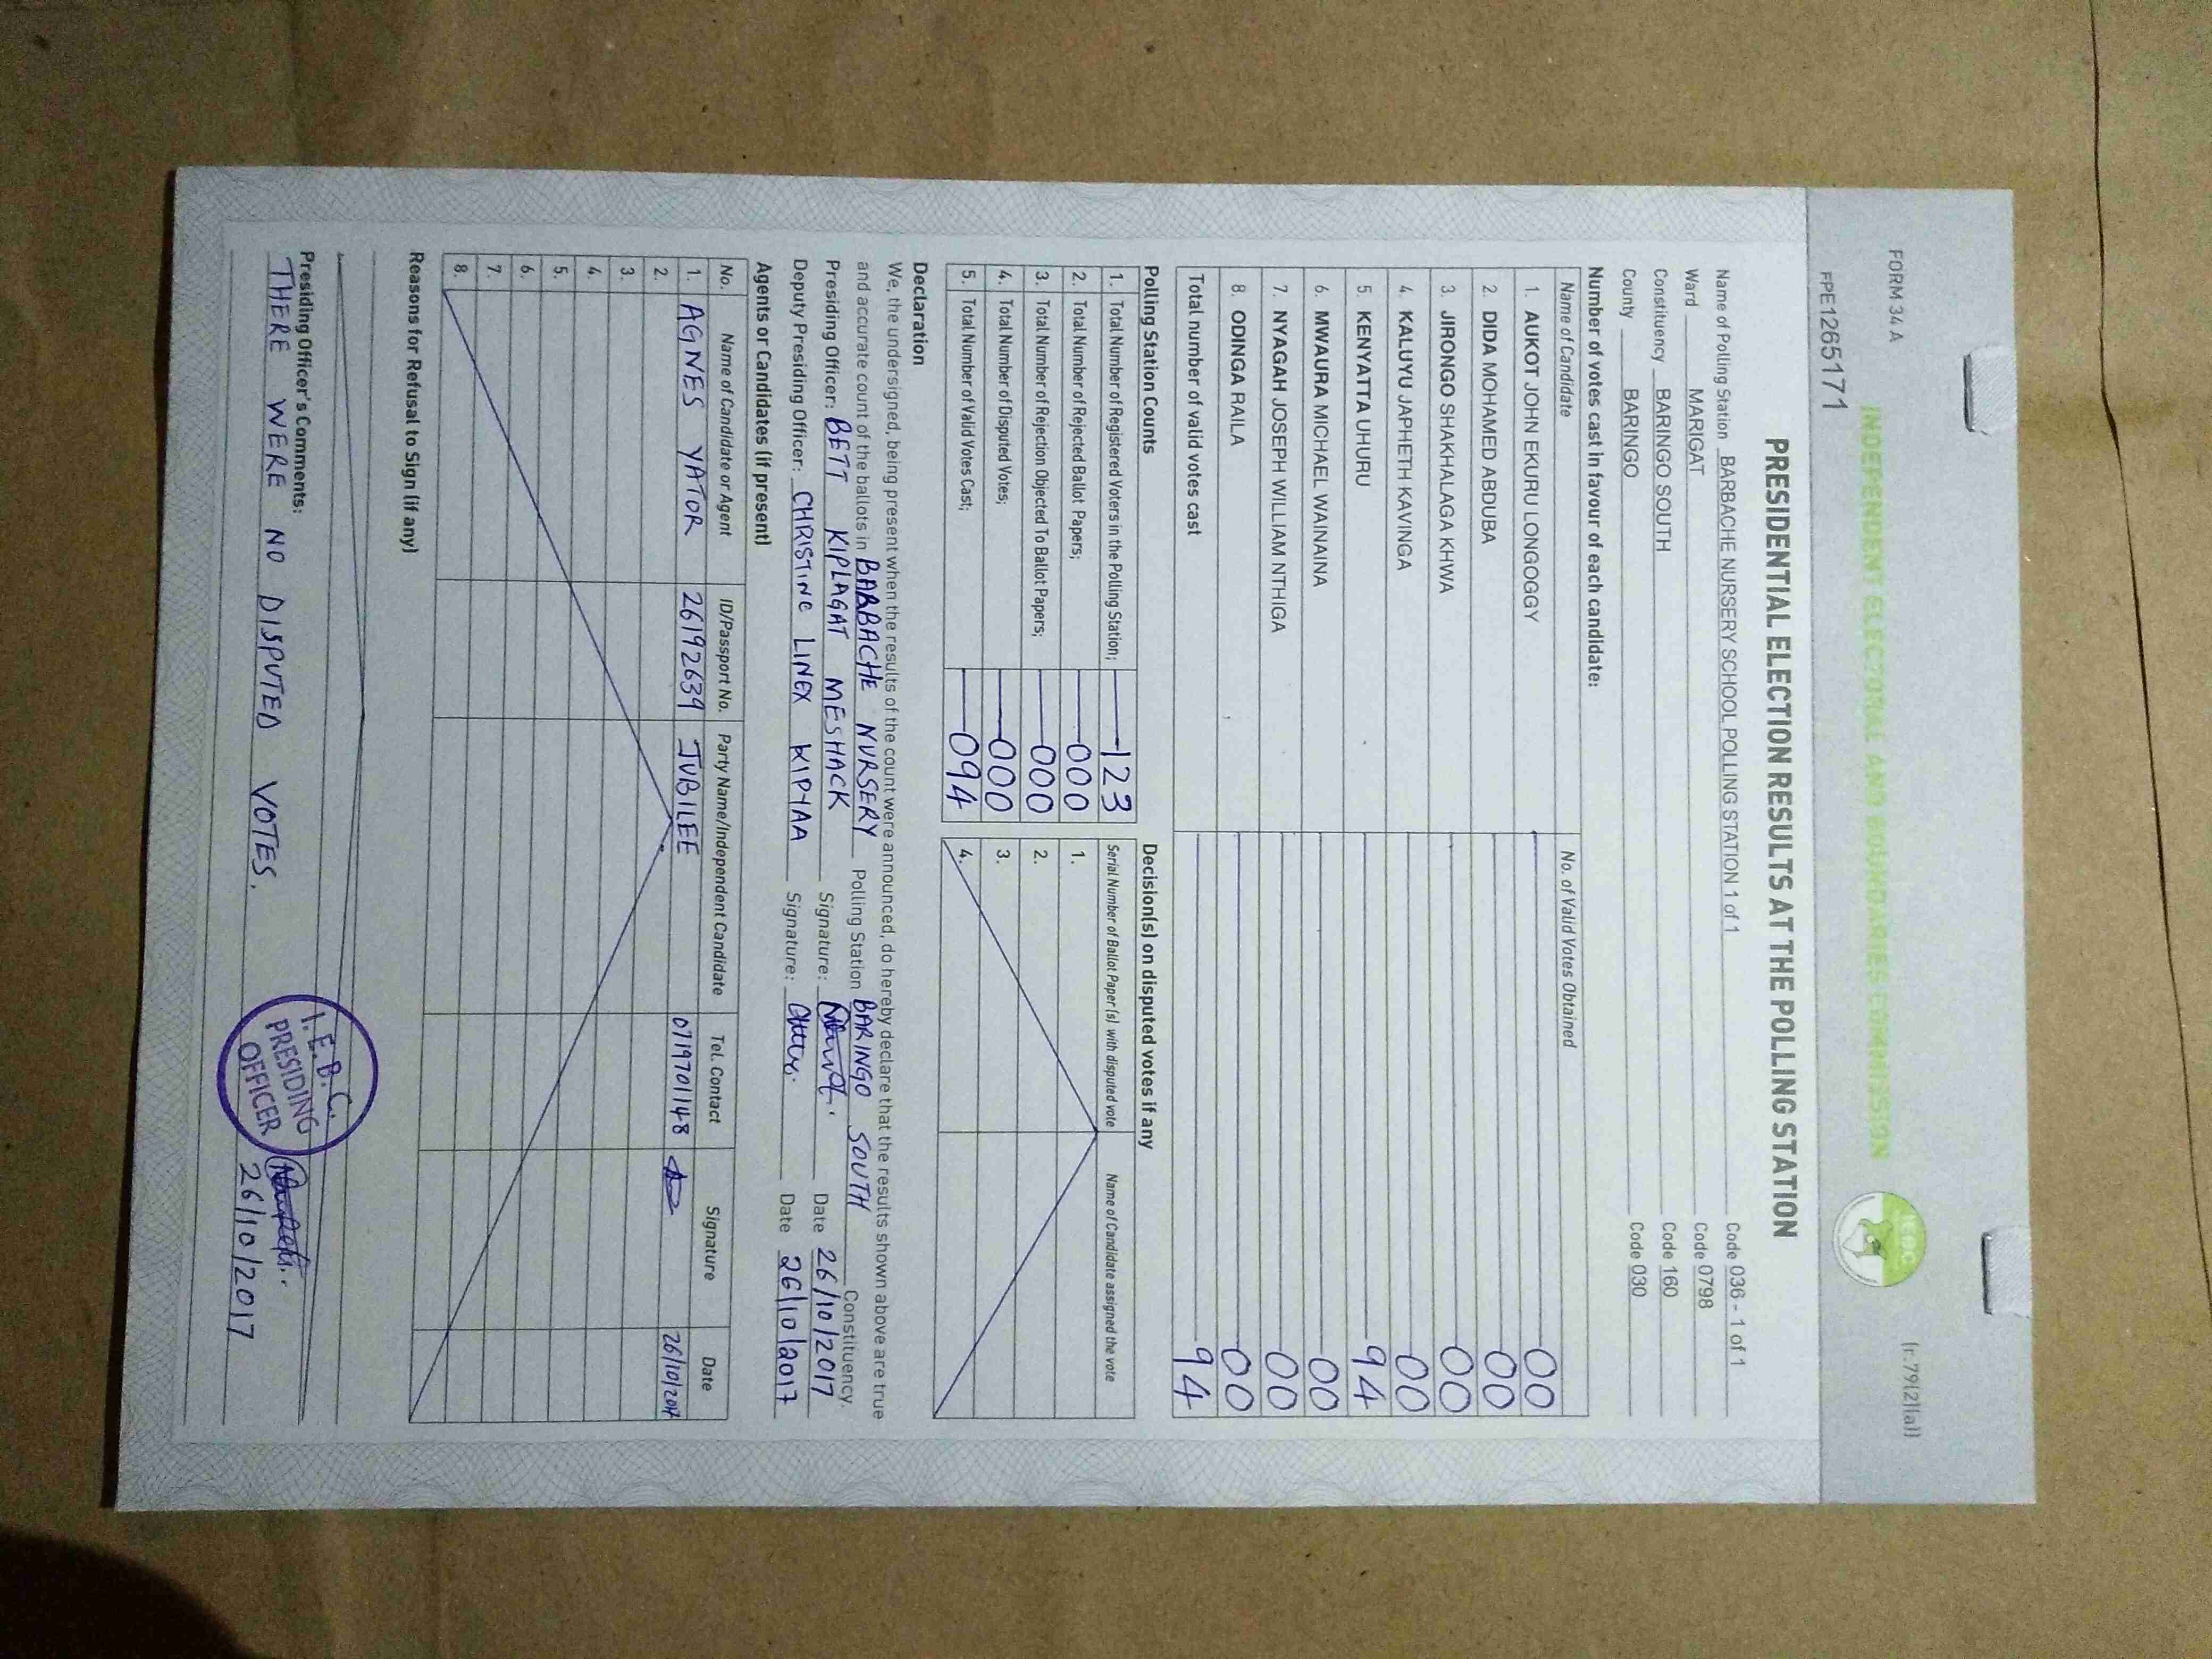 FORM 34 A
(r.79(2)(a))
INDEPENDENT ELECTORAL AND BOUNDARIES COMMISSION
IEBC
FPE126517 1
PRESIDENTIAL ELECTION RESULTS AT THE POLLING STATION
Name of Polling Station BARBACHE NURSERY SCHOOL POLLING STATION 1 of 1 Code 036 - 1 of 1
Ward MARIGAT Code 0798
Constituency BARINGO SOUTH Code 160
County BARINGO Code 030
Number of votes cast in favour of each candidate:
Name of Candidate No. of Valid Votes Obtained
1. AUKOT JOHN EKURU LONGOGGY 00
2. DIDA MOHAMED ABDUBA 00
3. JIRONGO SHAKHALAGA KHWA 00
4. KALUYU JAPHETH KAVINGA 00
5. KENYATTA UHURU 94
6. MWAURA MICHAEL WAINAINA 00
7. NYAGAH JOSEPH WILLIAM NTHIGA 00
8. ODINGA RAILA 00
Total number of valid votes cast 94
Polling Station Counts
1. Total Number of Registered Voters in the Polling Station; 123
2. Total Number of Rejected Ballot Papers; 000
3. Total Number of Rejection Objected To Ballot Papers; 000
4. Total Number of Disputed Votes; 000
5. Total Number of Valid Votes Cast; 094
Decision(s) on disputed votes if any
Serial Number of Ballot Paper(s) with disputed vote Name of Candidate assigned the vote
1.
2.
3.
4.
Declaration
We, the undersigned, being present when the results of the count were announced, do hereby declare that the results shown above are true
and accurate count of the ballots in BARBACHE NURSERY Polling Station BARINGO SOUTH Constituency.
Presiding Officer: BETT KIPLAGAT MESHACK Signature: Date 26/10/2017
Deputy Presiding Officer: CHRISTINE LINEX KIPYAA Signature: Date 26/10/2017
Agents or Candidates (if present)
No. Name of Candidate or Agent ID/Passport No. Party Name/Independent Candidate Tel. Contact Signature Date
1. AGNES YATOR 26192639 JUBILEE 0719701148 26/10/2017
2.
3.
4.
5.
6.
7.
8.
Reasons for Refusal to Sign (if any)
Presiding Officer's Comments:
THERE WERE NO DISPUTED VOTES.
I.E.B.C.
PRESIDING
OFFICER
26/10/2017